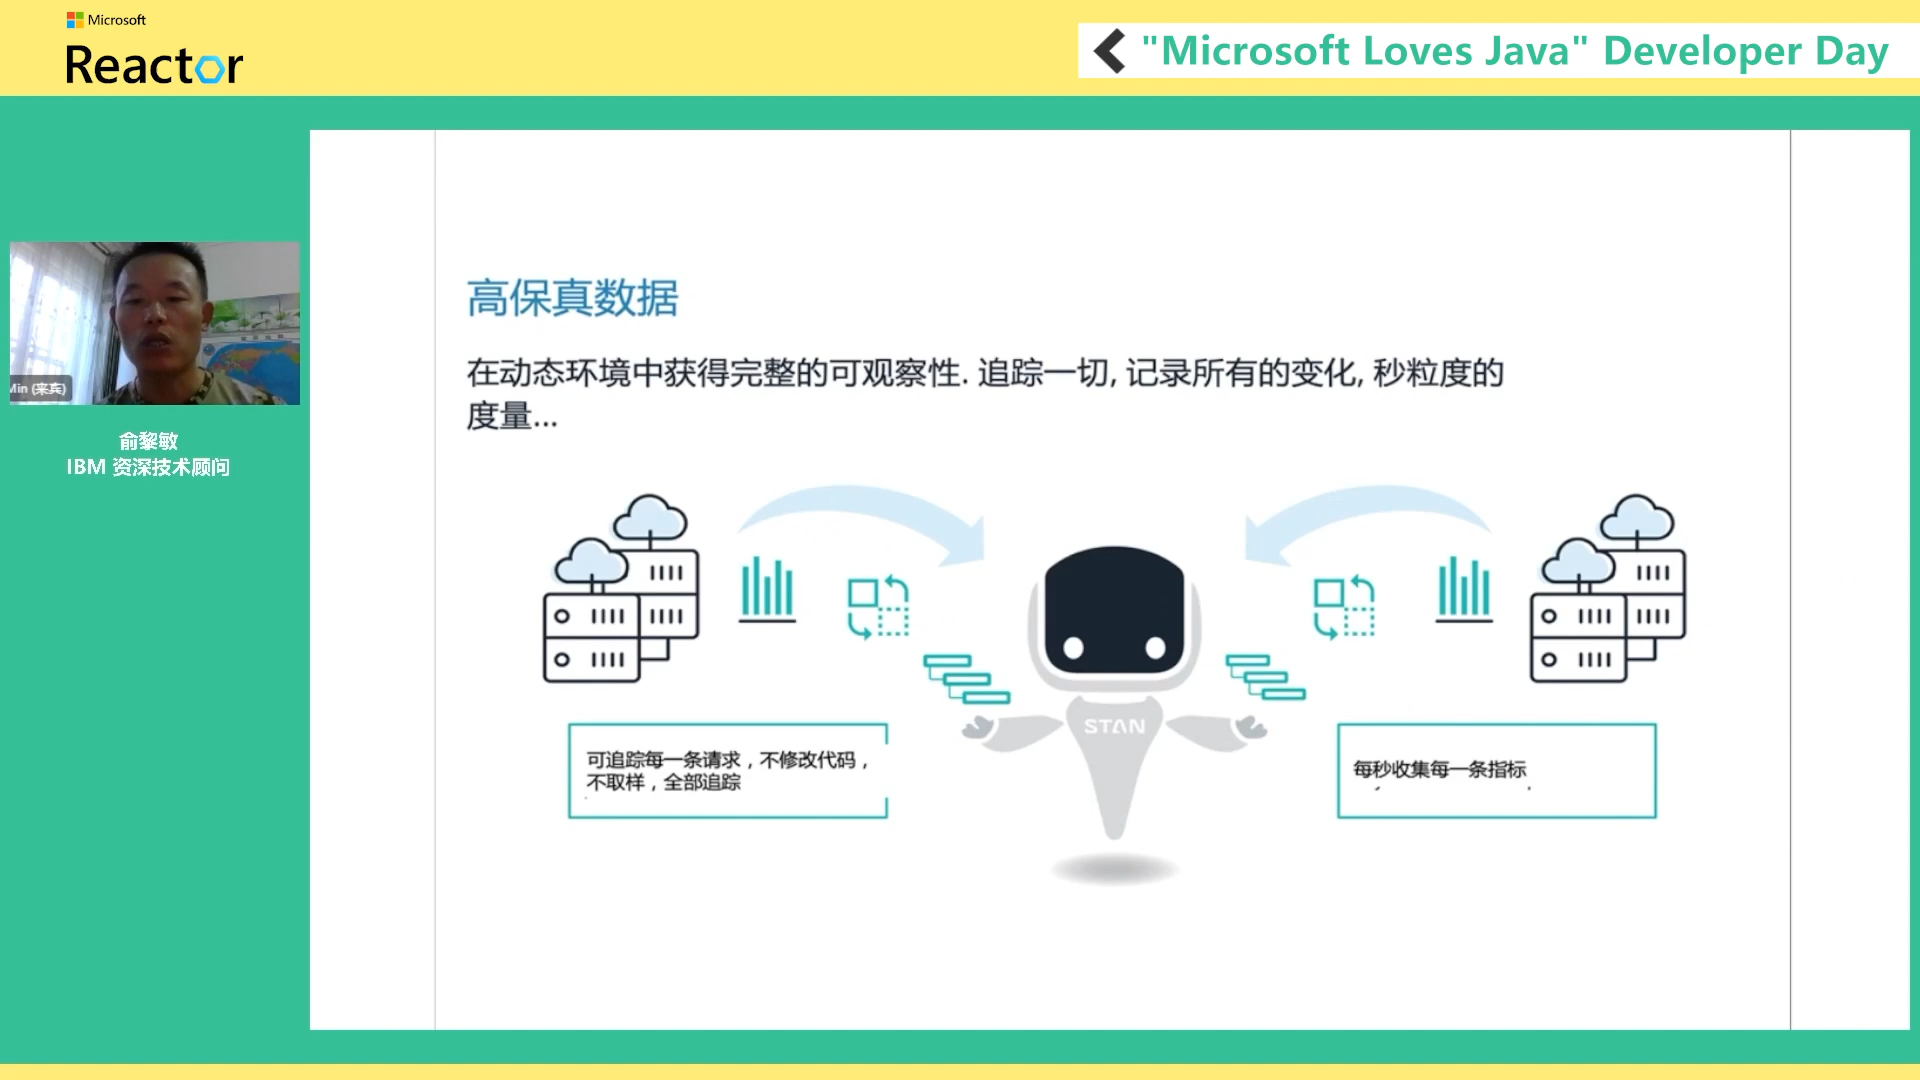 Microsoft
Reactor
"Microsoft Loves Java" Developer Day
高保真数据
在动态环境中获得完整的可观察性. 追踪一切, 记录所有的变化, 秒粒度的
度量...
Min (来宾)
俞黎敏
IBM 资深技术顾问
STAN
可追踪每一条请求，不修改代码，
不取样，全部追踪
每秒收集每一条指标